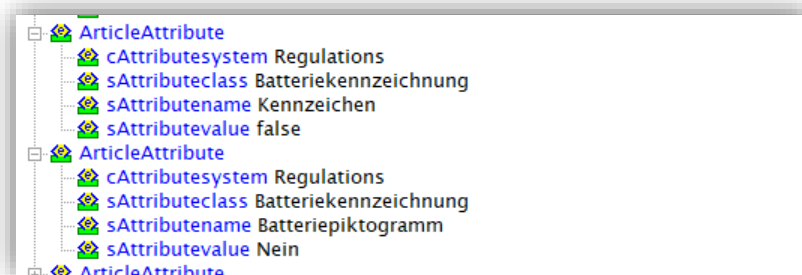 ArticleAttribute
cAttributesystem Regulations
sAttributeclass Batteriekennzeichnung
sAttributename Kennzeichen
sAttributevalue false
ArticleAttribute
cAttributesystem Regulations
sAttributeclass Batteriekennzeichnung
sAttributename Batteriepiktogramm
sAttributevalue Nein
ArticleAttribute